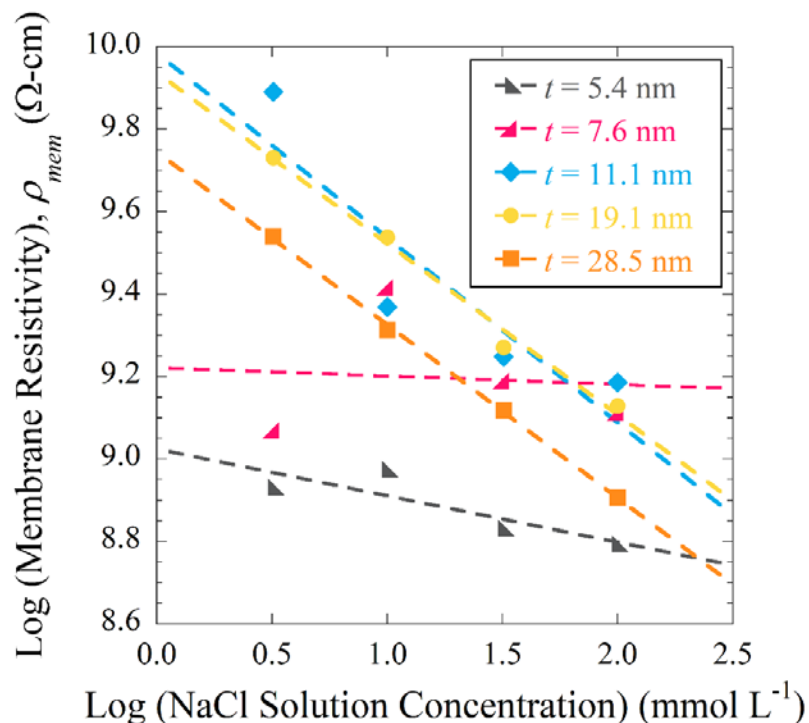 Log (Membrane Resistivity), ρmem (Ω-cm)
10.0
9.8
9.6
9.4
9.2
9.0
8.8
8.6
t = 5.4 nm
t = 7.6 nm
t = 11.1 nm
t = 19.1 nm
t = 28.5 nm
0.0 0.5 1.0 1.5 2.0 2.5
Log (NaCl Solution Concentration) (mmol L⁻¹)